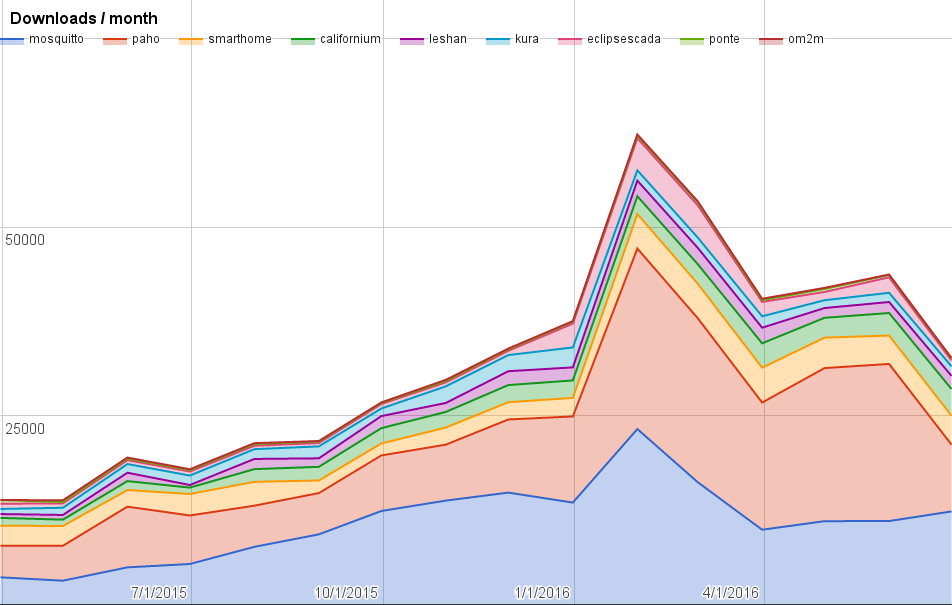 Downloads / month
mosquitto paho smarthome californium leshan kura eclipsescada ponte om2m
50000
25000
7/1/2015 10/1/2015 1/1/2016 4/1/2016